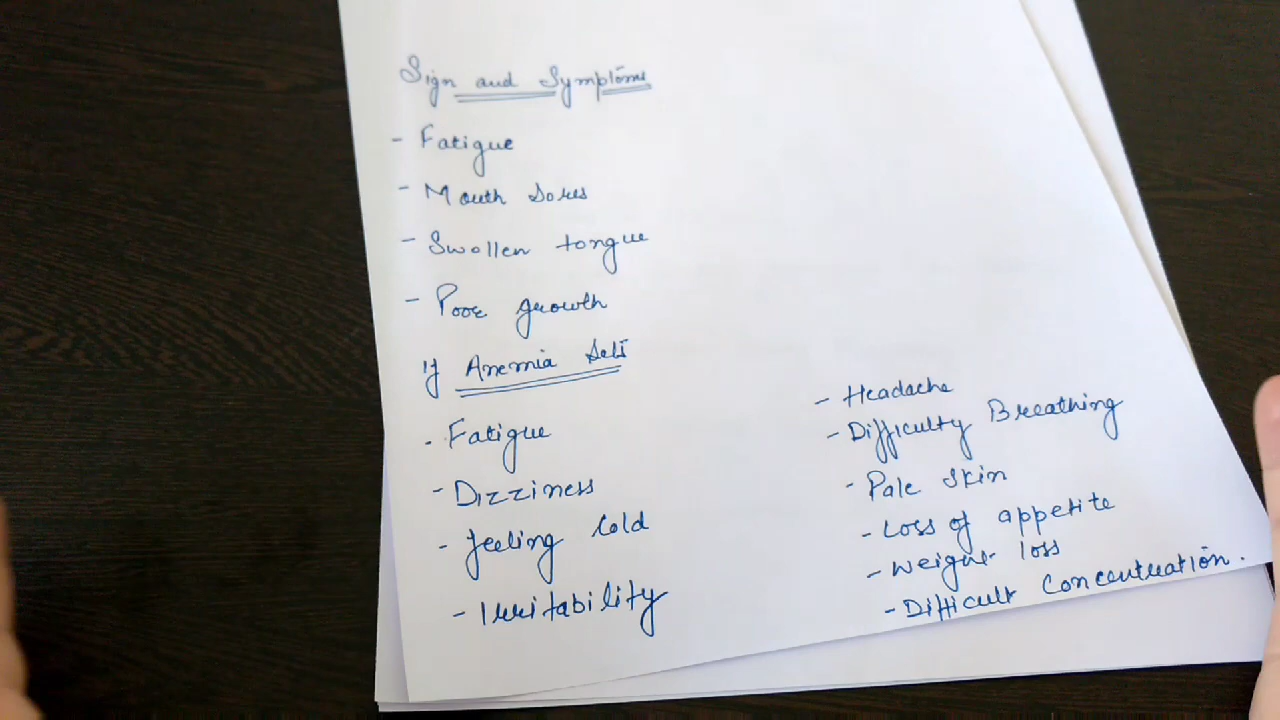 Sign and Symptoms
- Fatigue
- Mouth Sores
- Swollen tongue
- Poor growth
If Anemia Sets
- Fatigue
- Dizziness
- feeling cold
- Irritability
- Headache
- Difficulty Breathing
- Pale Skin
- Loss of appetite
- Weight loss
- Difficult Concentration.